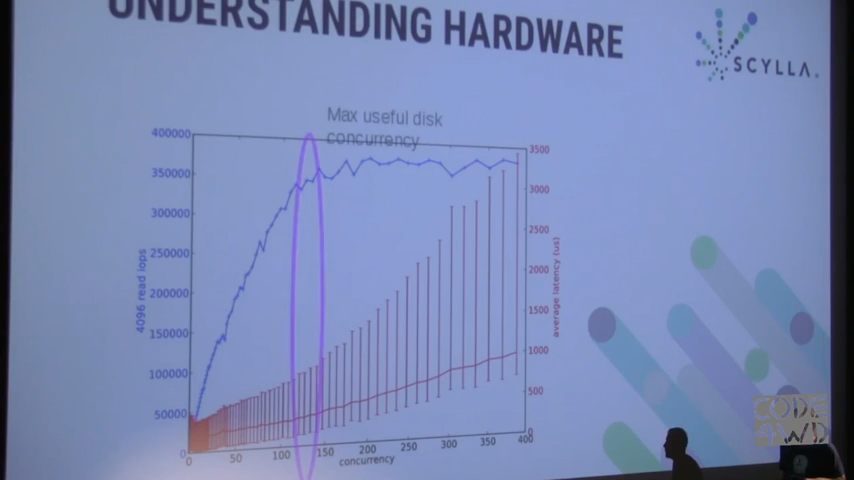 UNDERSTANDING HARDWARE
SCYLLA.
Max useful disk
concurrency
400000
350000
300000
250000
200000
150000
100000
50000
0
4096 read iops
3500
3000
2500
2000
1500
1000
500
0
average latency (us)
0 50 100 150 200 250 300 350 400
concurrency
CODE
AWD